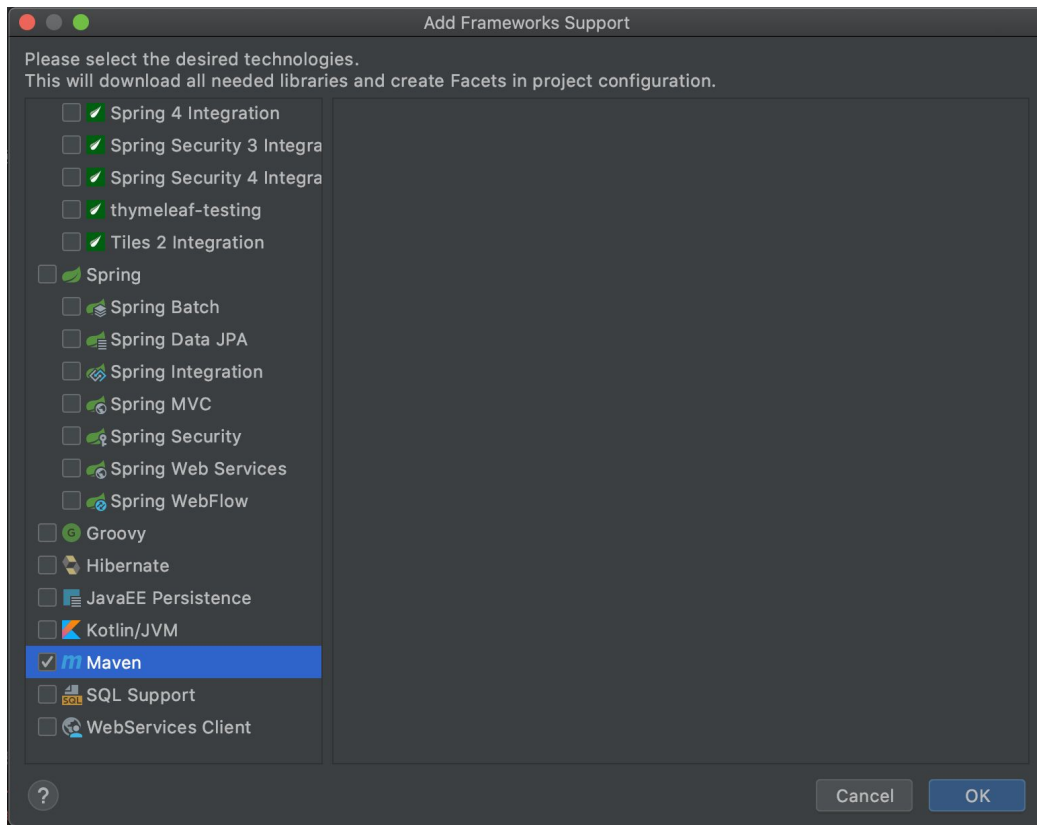 Add Frameworks Support
Please select the desired technologies.
This will download all needed libraries and create Facets in project configuration.
Spring 4 Integration
Spring Security 3 Integra
Spring Security 4 Integra
thymeleaf-testing
Tiles 2 Integration
Spring
Spring Batch
Spring Data JPA
Spring Integration
Spring MVC
Spring Security
Spring Web Services
Spring WebFlow
G Groovy
Hibernate
JavaEE Persistence
Kotlin/JVM
m Maven
SQL SQL Support
WebServices Client
? Cancel OK